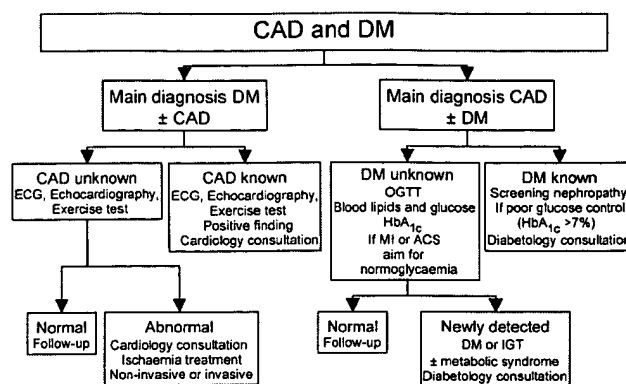 CAD and DM
Main diagnosis DM
± CAD
Main diagnosis CAD
± DM
CAD unknown
ECG, Echocardiography,
Exercise test
CAD known
ECG, Echocardiography,
Exercise test
Positive finding
Cardiology consultation
DM unknown
OGTT
Blood lipids and glucose
HbA1c
If MI or ACS
aim for
normoglycaemia
DM known
Screening nephropathy
If poor glucose control
(HbA1c >7%)
Diabetology consultation
Normal
Follow-up
Abnormal
Cardiology consultation
Ischaemia treatment
Non-invasive or invasive
Normal
Follow-up
Newly detected
DM or IGT
± metabolic syndrome
Diabetology consultation